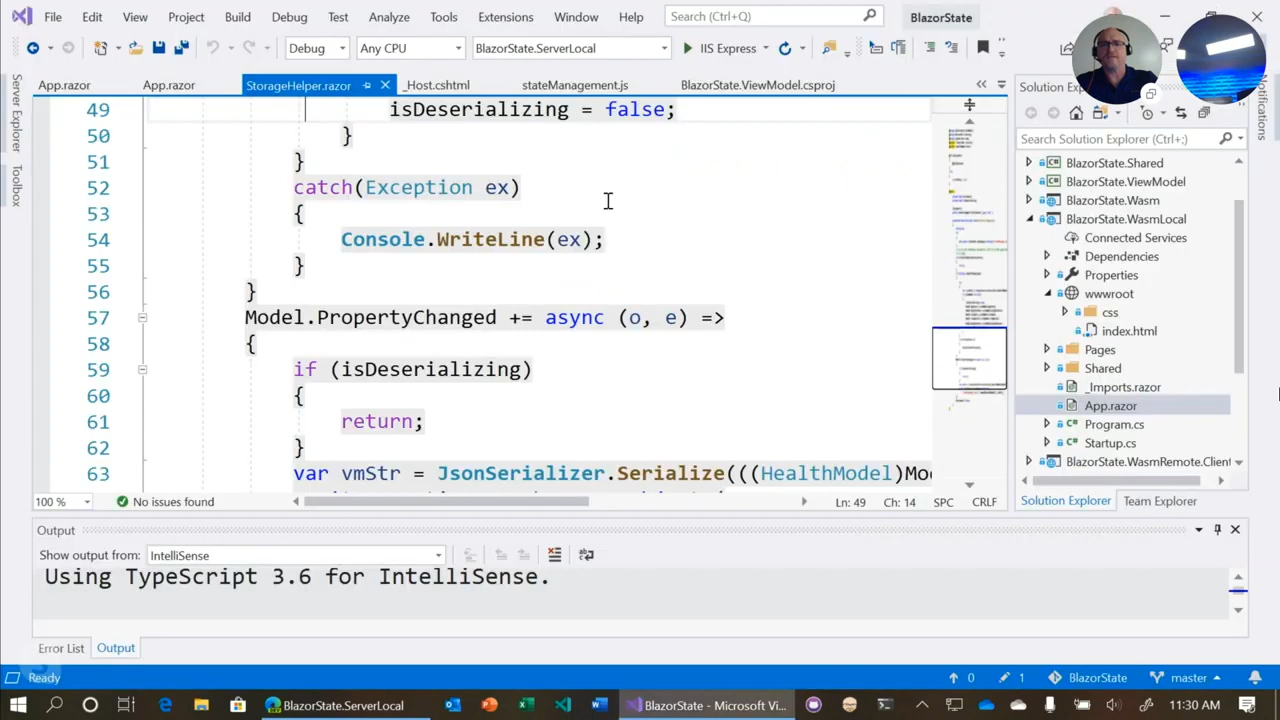 File Edit View Project Build Debug Test Analyze Tools Extensions Window Help Search (Ctrl+Q) BlazorState
Debug Any CPU BlazorState.ServerLocal IIS Express
Server Explorer
Toolbox
App.razor App.razor StorageHelper.razor _Host.cshtml stateManagement.js BlazorState.ViewModel.csproj
49 isDeserializing = false;
50 }
51 }
52 catch(Exception ex)
53 {
54 Console.WriteLine(ex);
55 }
56 }
57 Model.PropertyChanged += async (o, e) =>
58 {
59 if (isDeserializing)
60 {
61 return;
62 }
63 var vmStr = JsonSerializer.Serialize(((HealthModel)Mo
100 % No issues found Ln: 49 Ch: 14 SPC CRLF
Solution Explorer
Search Solution Explorer (Ctrl+;)
BlazorState.Shared
BlazorState.ViewModel
BlazorState.Wasm
BlazorState.WasmLocal
Connected Services
Dependencies
Properties
wwwroot
css
index.html
Pages
Shared
_Imports.razor
App.razor
Program.cs
Startup.cs
BlazorState.WasmRemote.Client
Solution Explorer Team Explorer
Notifications
Output
Show output from: IntelliSense
Using TypeScript 3.6 for IntelliSense.
Error List Output
Ready 0 1 BlazorState master
BlazorState.ServerLocal BlazorState - Microsoft Vi... 11:30 AM